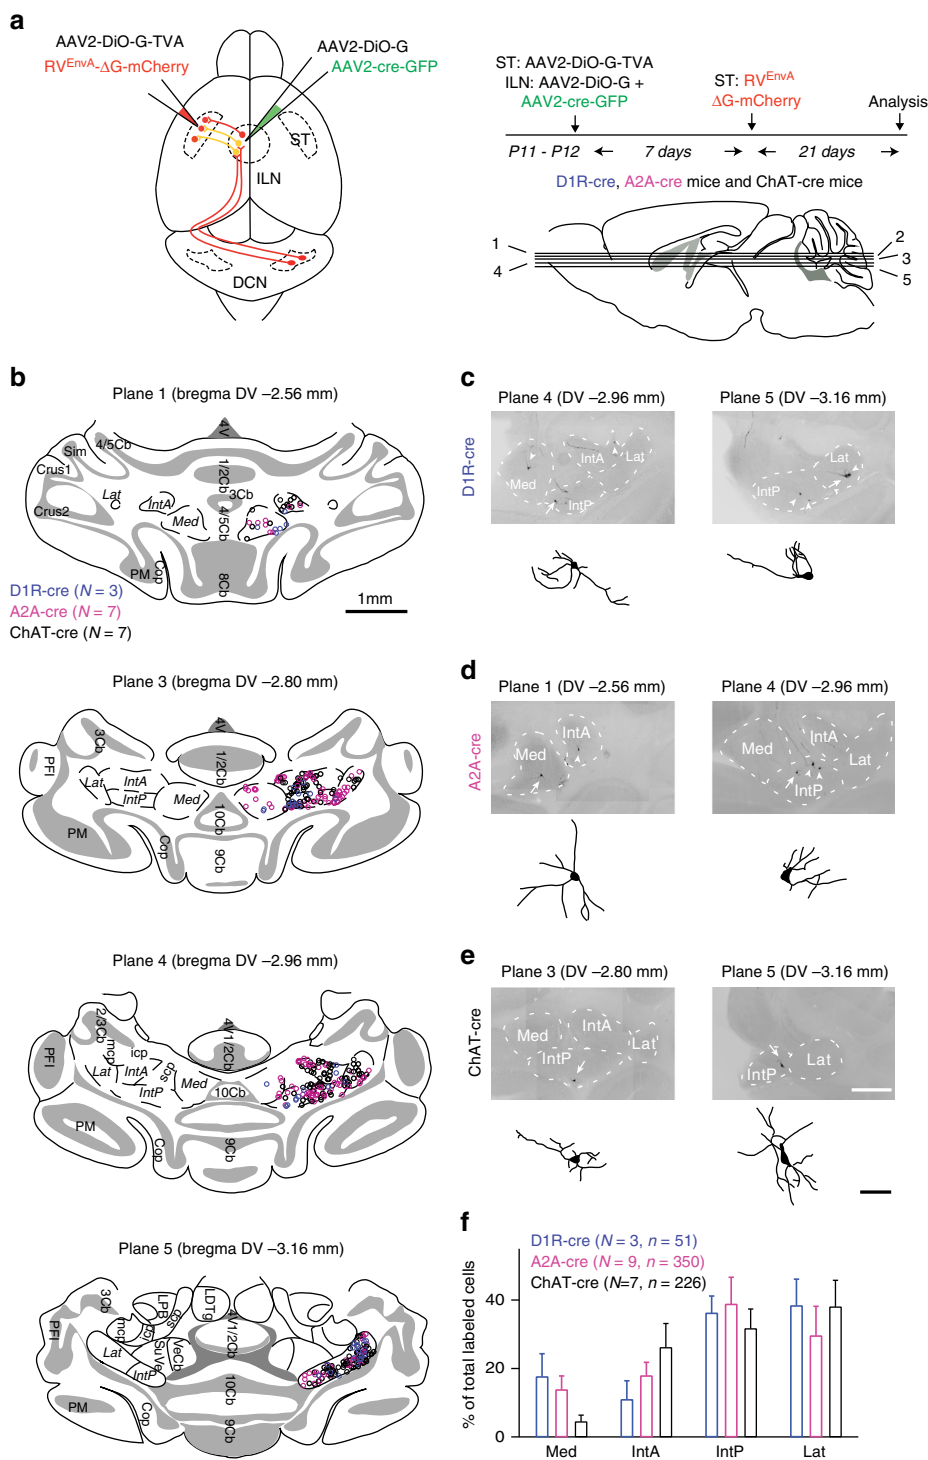 a
AAV2-DiO-G-TVA
RV^EnvA-ΔG-mCherry
AAV2-DiO-G
AAV2-cre-GFP
ST
ILN
DCN
ST: AAV2-DiO-G-TVA
ILN: AAV2-DiO-G +
AAV2-cre-GFP
ST: RV^EnvA
ΔG-mCherry
Analysis
P11 - P12
7 days
21 days
D1R-cre, A2A-cre mice and ChAT-cre mice
1
4
2
3
5
b
Plane 1 (bregma DV –2.56 mm)
4V
Sim
4/5Cb
Crus1
1/2Cb
Lat
IntA
3Cb
Crus2
Med
4/5Cb
PM
Cop
8Cb
D1R-cre (N = 3)
A2A-cre (N = 7)
ChAT-cre (N = 7)
1mm
Plane 3 (bregma DV –2.80 mm)
3Cb
4V
PFl
1/2Cb
Lat
IntA
IntP
Med
10Cb
PM
Cop
9Cb
Plane 4 (bregma DV –2.96 mm)
2/3Cb
4V
1/2Cb
PFl
mcp
icp
scp
Lat
IntA
Med
IntP
10Cb
PM
Cop
9Cb
Plane 5 (bregma DV –3.16 mm)
3Cb
LPB
scp
LDTg
4V
1/2Cb
PFl
mcp
icp
Lat
SuVe
VeCb
IntP
10Cb
PM
Cop
9Cb
c
D1R-cre
Plane 4 (DV –2.96 mm)
Plane 5 (DV –3.16 mm)
IntA
Lat
Med
IntP
Lat
IntP
d
A2A-cre
Plane 1 (DV –2.56 mm)
Plane 4 (DV –2.96 mm)
IntA
Med
Med
IntA
Lat
IntP
e
ChAT-cre
Plane 3 (DV –2.80 mm)
Plane 5 (DV –3.16 mm)
Med
IntA
Lat
IntP
Lat
IntP
f
D1R-cre (N = 3, n = 51)
A2A-cre (N = 9, n = 350)
ChAT-cre (N=7, n = 226)
% of total labeled cells
40
20
0
Med
IntA
IntP
Lat